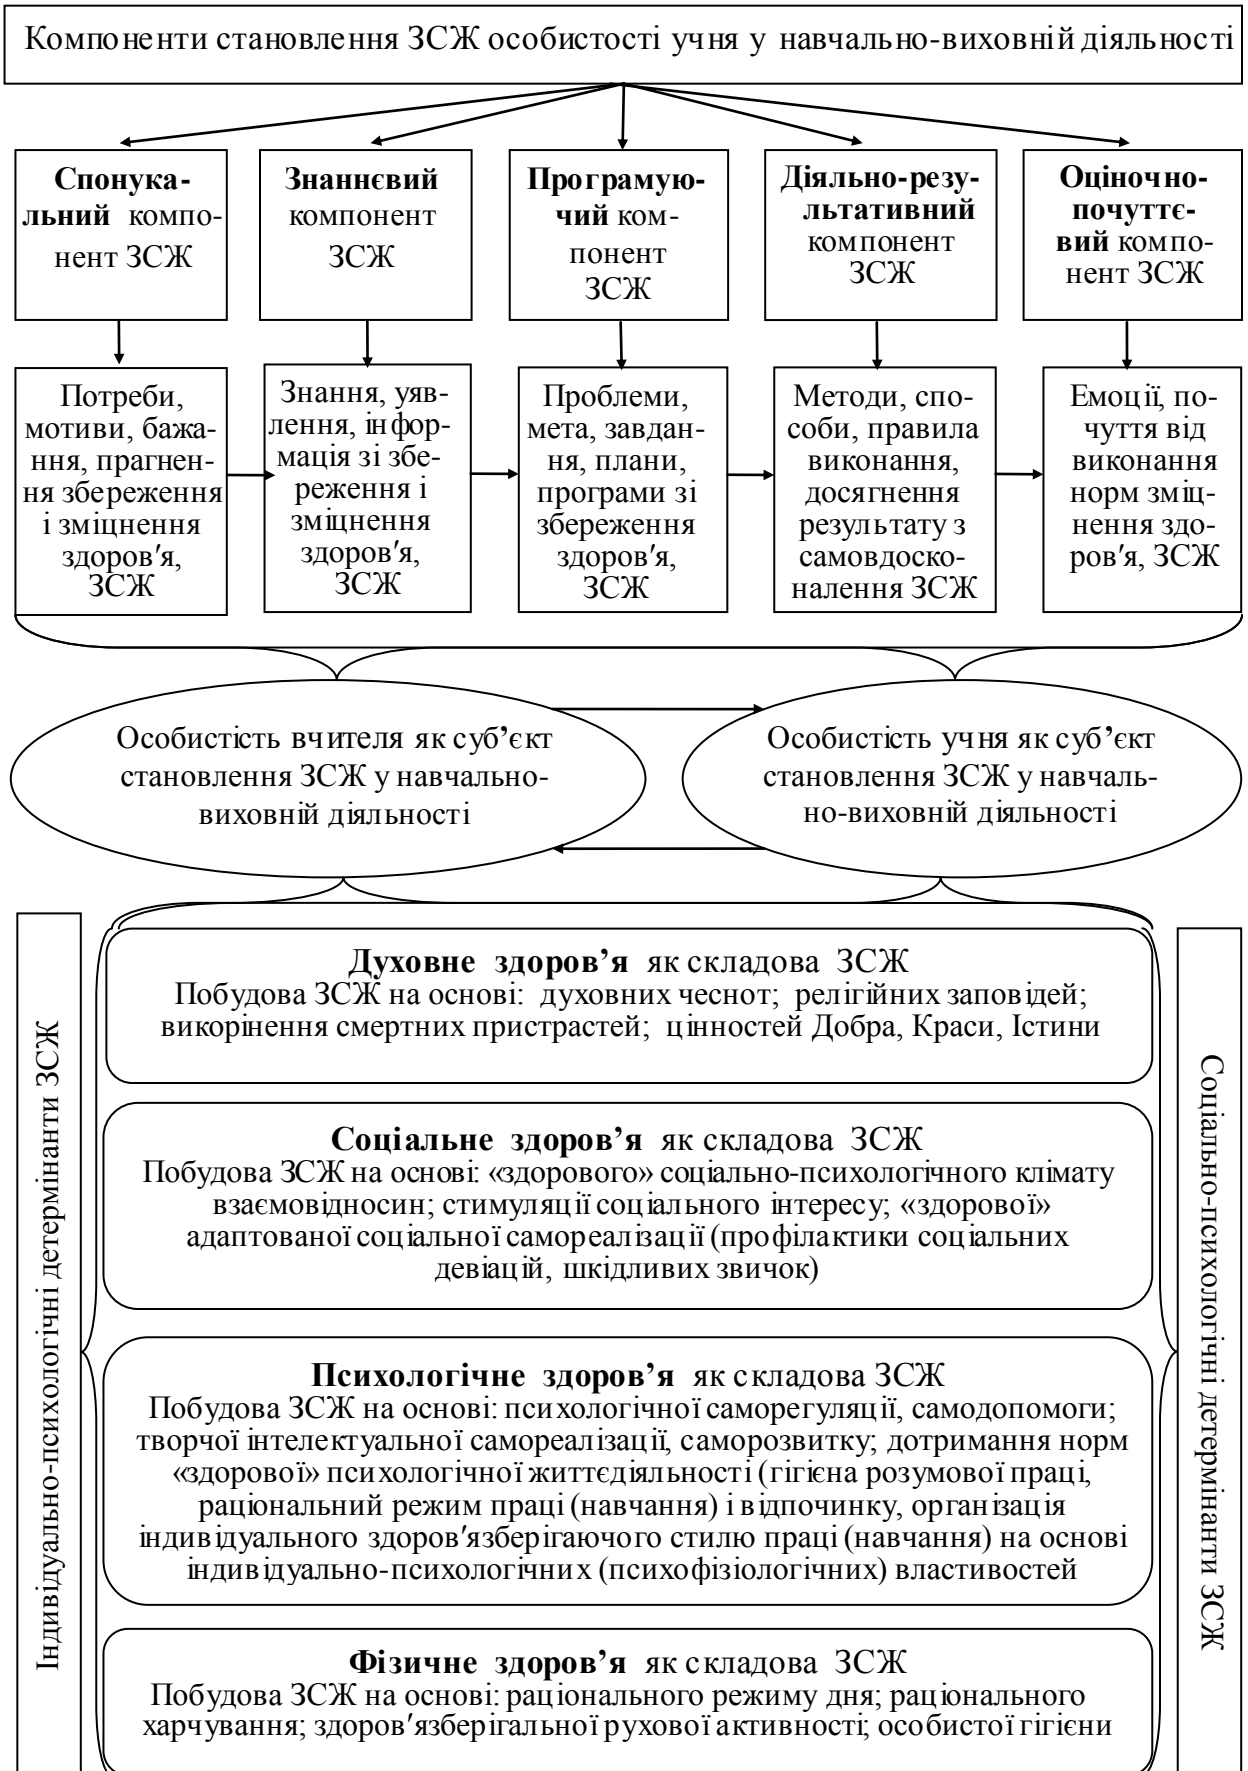 Компоненти становлення ЗСЖ особистості учня у навчально-виховній діяльності
Спонука-
льний компо-
нент ЗСЖ
Знаннєвий
компонент
ЗСЖ
Програмую-
чий ком-
понент
ЗСЖ
Діяльно-резу-
льтативний
компонент
ЗСЖ
Оціночно-
почуттє-
вий компо-
нент ЗСЖ
Потреби,
мотиви, бажа-
ння, прагнен-
ня збереження
і зміцнення
здоров'я,
ЗСЖ
Знання, уяв-
лення, інфор-
мація зі збе-
реження і
зміцнення
здоров'я,
ЗСЖ
Проблеми,
мета, завдан-
ня, плани,
програми зі
збереження
здоров'я,
ЗСЖ
Методи, спо-
соби, правила
виконання,
досягнення
результату з
самовдоско-
налення ЗСЖ
Емоції, по-
чуття від
виконання
норм зміц-
нення здо-
ров'я, ЗСЖ
Особистість вчителя як суб’єкт
становлення ЗСЖ у навчально-
виховній діяльності
Особистість учня як суб’єкт
становлення ЗСЖ у навчаль-
но-виховній діяльності
Індивідуально-психологічні детермінанти ЗСЖ
Духовне здоров’я як складова ЗСЖ
Побудова ЗСЖ на основі: духовних чеснот; релігійних заповідей;
викорінення смертних пристрастей; цінностей Добра, Краси, Істини
Соціальне здоров’я як складова ЗСЖ
Побудова ЗСЖ на основі: «здорового» соціально-психологічного клімату
взаємовідносин; стимуляції соціального інтересу; «здорової»
адаптованої соціальної самореалізації (профілактики соціальних
девіацій, шкідливих звичок)
Психологічне здоров’я як складова ЗСЖ
Побудова ЗСЖ на основі: психологічної саморегуляції, самодопомоги;
творчої інтелектуальної самореалізації, саморозвитку; дотримання норм
«здорової» психологічної життєдіяльності (гігієна розумової праці,
раціональний режим праці (навчання) і відпочинку, організація
індивідуального здоров'язберігаючого стилю праці (навчання) на основі
індивідуально-психологічних (психофізіологічних) властивостей
Фізичне здоров’я як складова ЗСЖ
Побудова ЗСЖ на основі: раціонального режиму дня; раціонального
харчування; здоров'язберігальної рухової активності; особистої гігієни
Соціально-психологічні детермінанти ЗСЖ